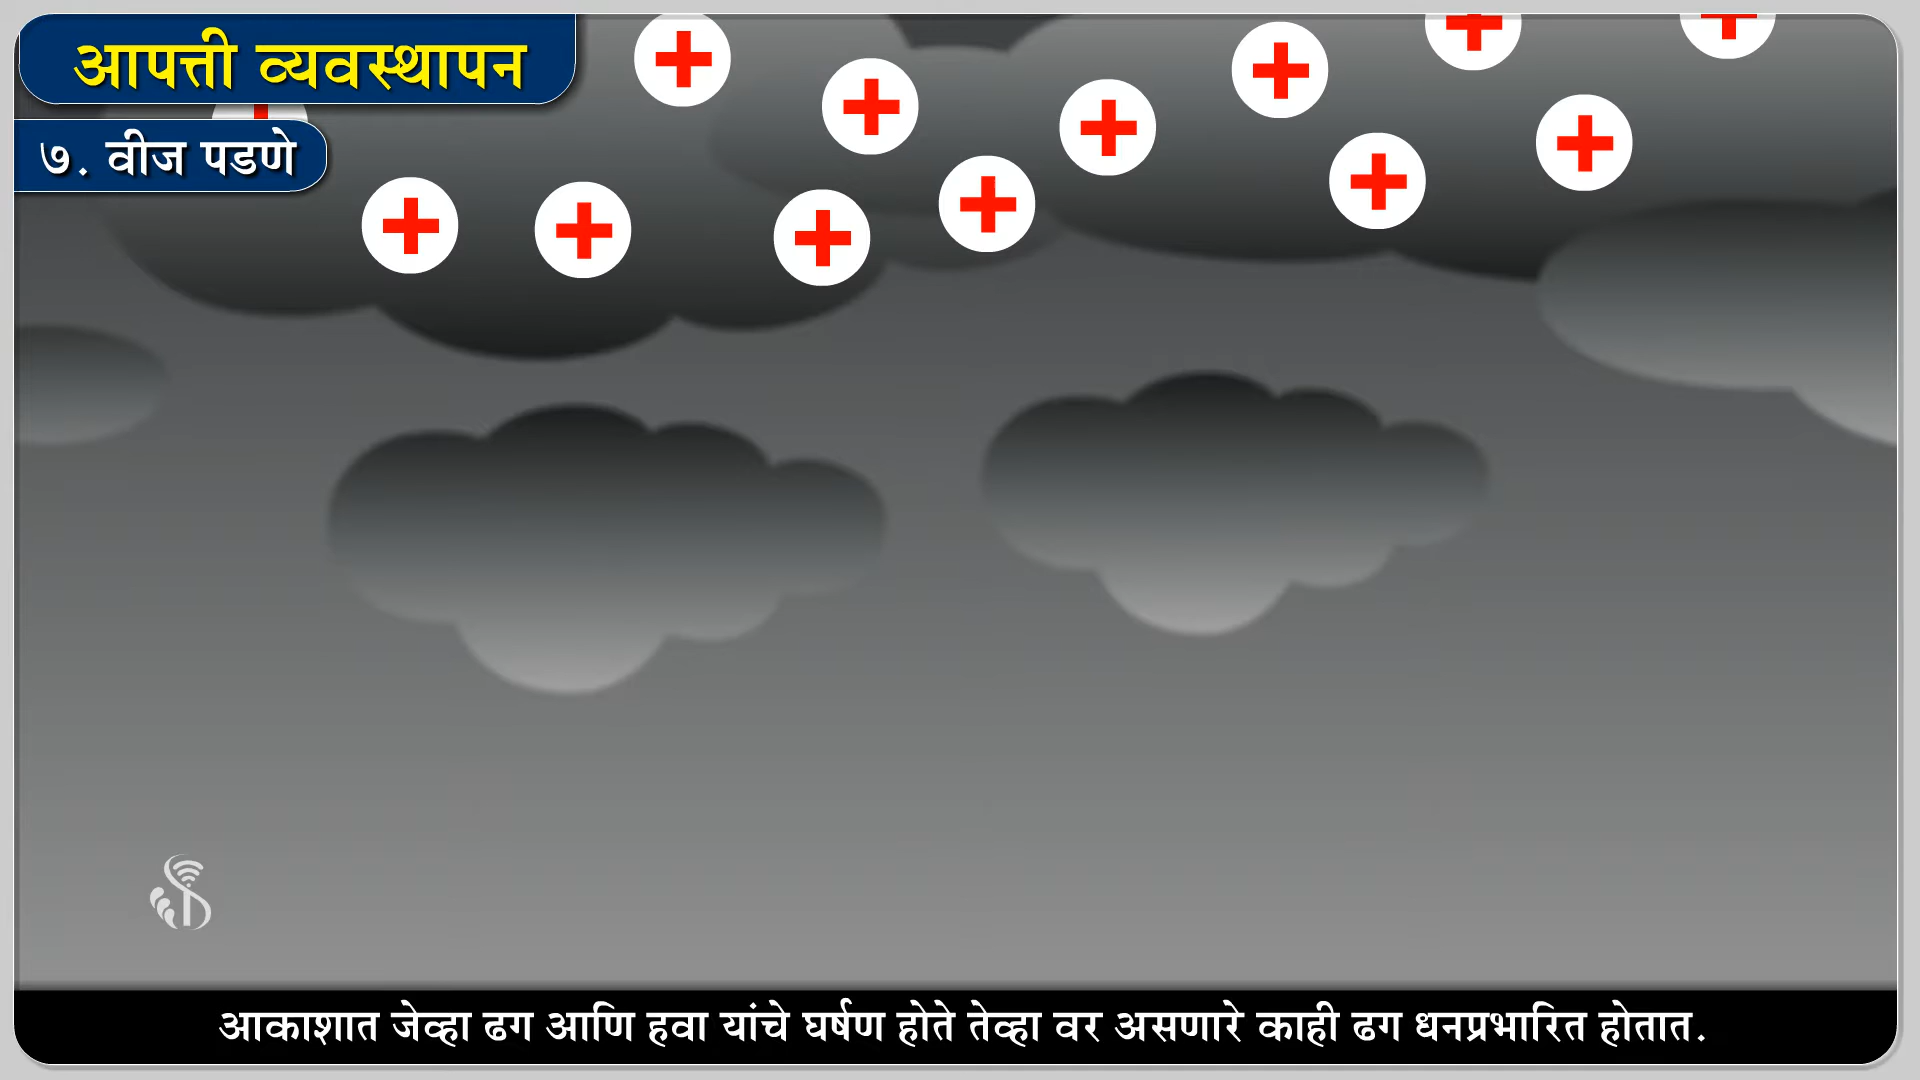 आपत्ती व्यवस्थापन
७. वीज पडणे
आकाशात जेव्हा ढग आणि हवा यांचे घर्षण होते तेव्हा वर असणारे काही ढग धनप्रभारित होतात.